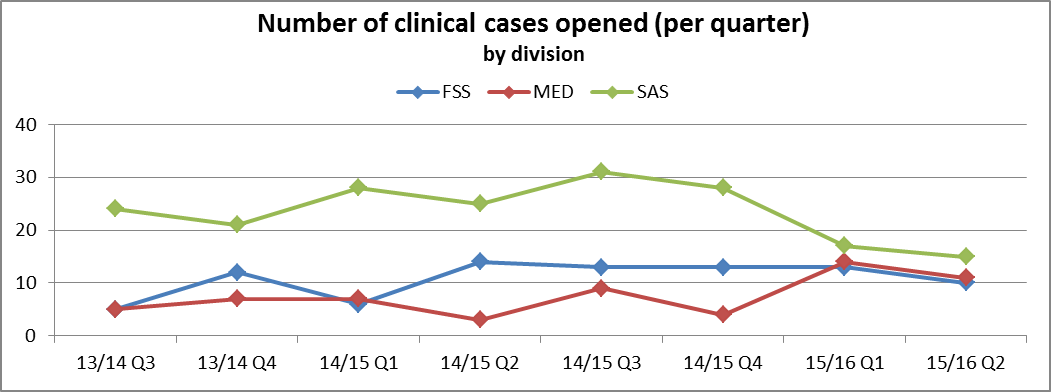 Number of clinical cases opened (per quarter)
by division
FSS MED SAS
40
30
20
10
0
13/14 Q3 13/14 Q4 14/15 Q1 14/15 Q2 14/15 Q3 14/15 Q4 15/16 Q1 15/16 Q2